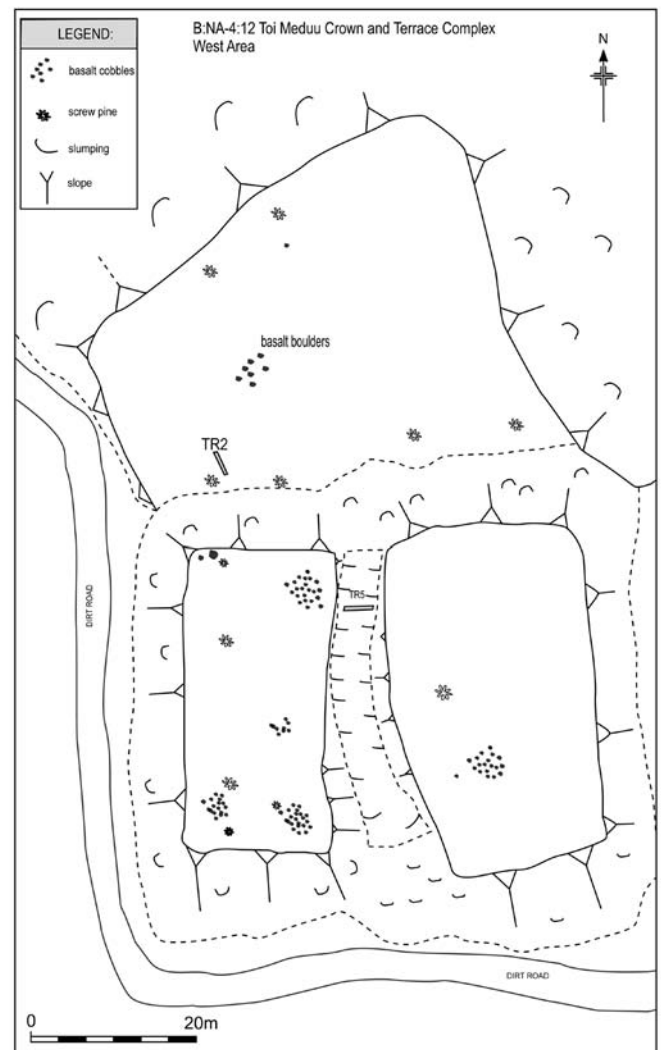 B:NA-4:12 Toi Meduu Crown and Terrace Complex
West Area
LEGEND:
basalt cobbles
screw pine
slumping
slope
N
basalt boulders
TR2
TR5
DIRT ROAD
DIRT ROAD
0 20m